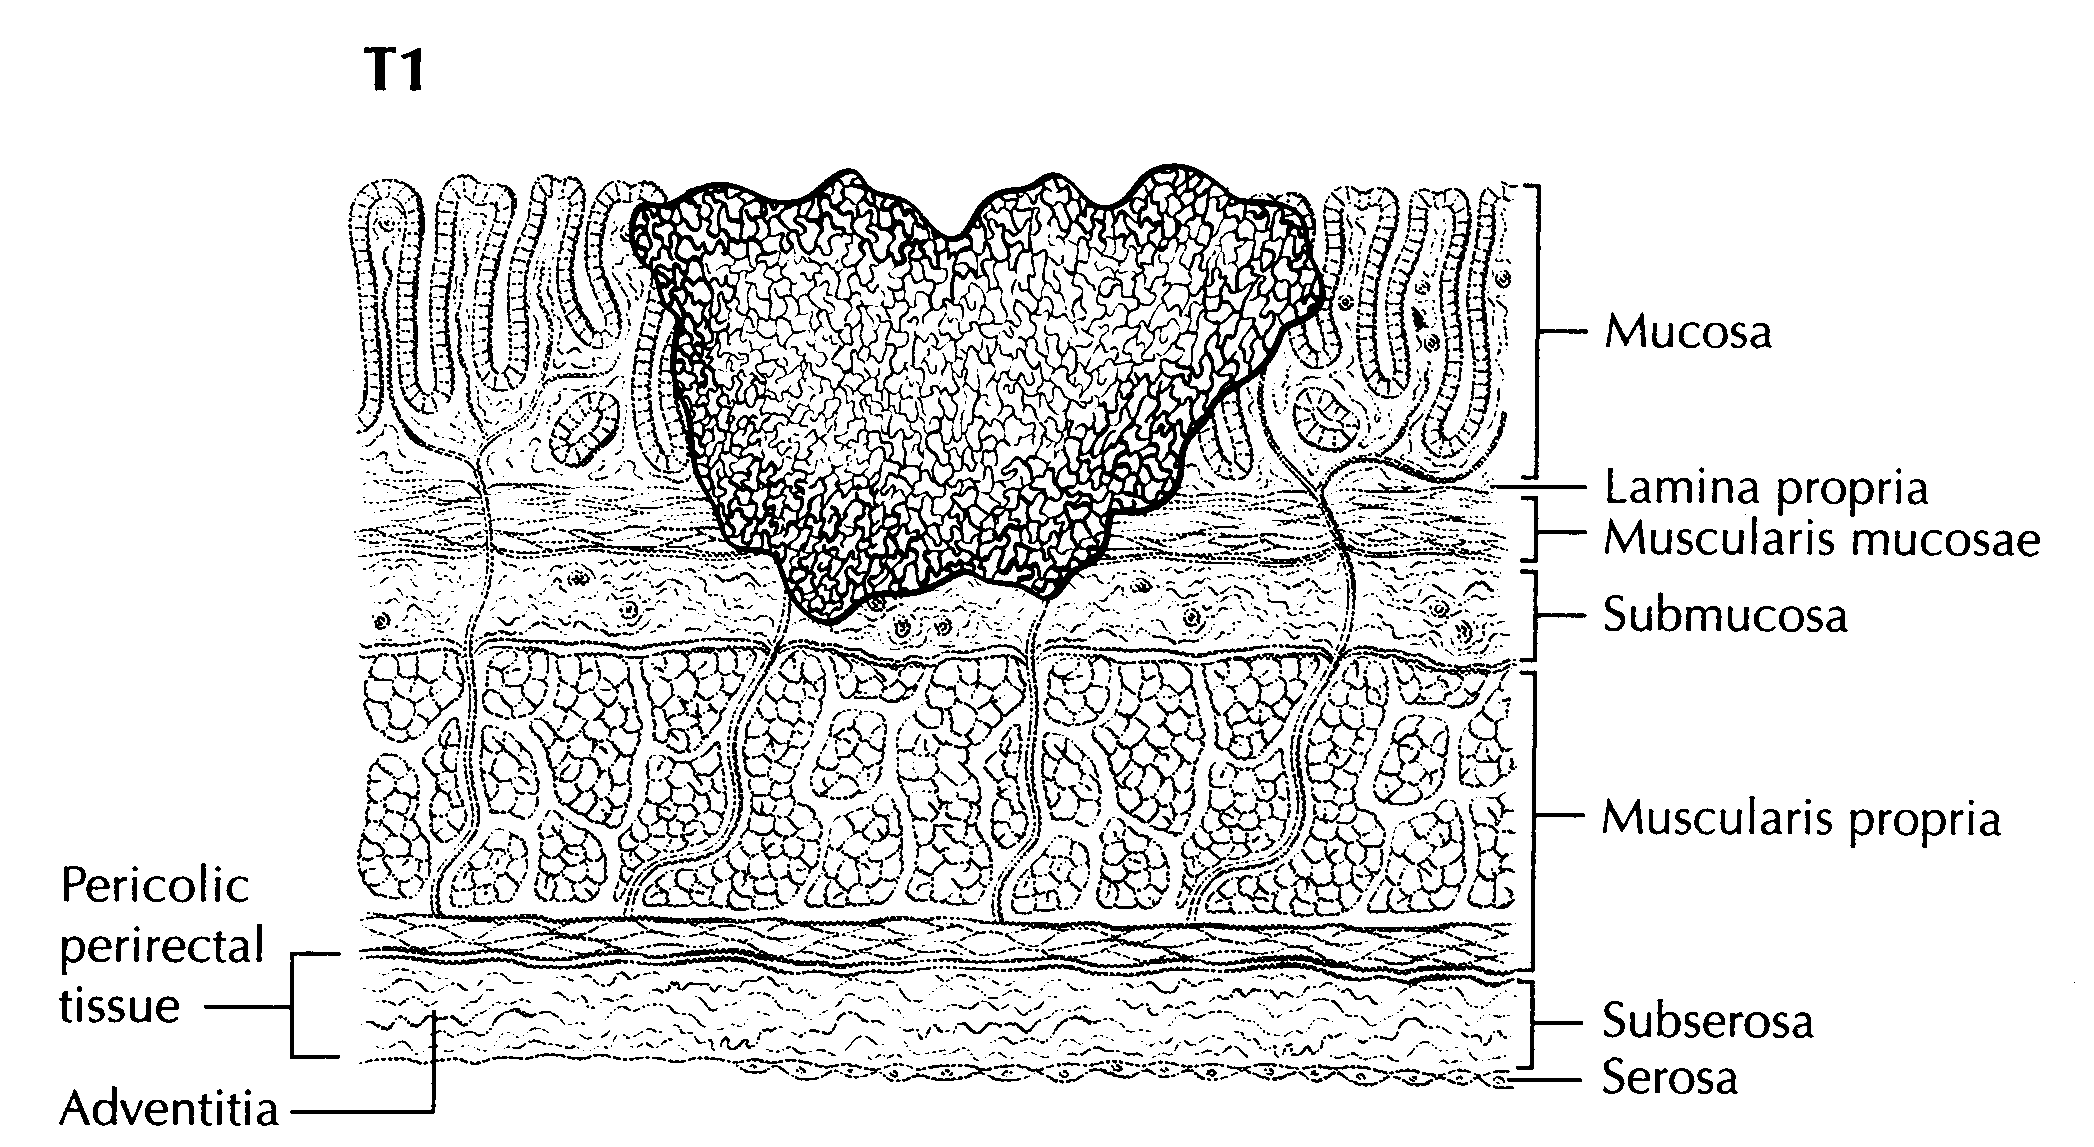 T1
Mucosa
Lamina propria
Muscularis mucosae
Submucosa
Muscularis propria
Pericolic
perirectal
tissue
Adventitia
Subserosa
Serosa